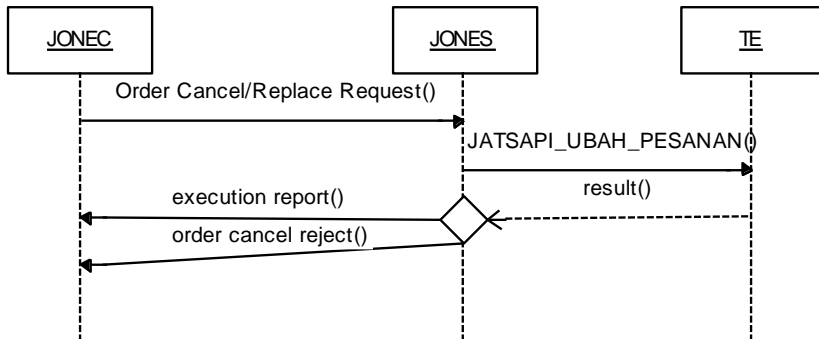 JONEC
JONES
TE
Order Cancel/Replace Request()
JATSAPI_UBAH_PESANAN()
result()
execution report()
order cancel reject()